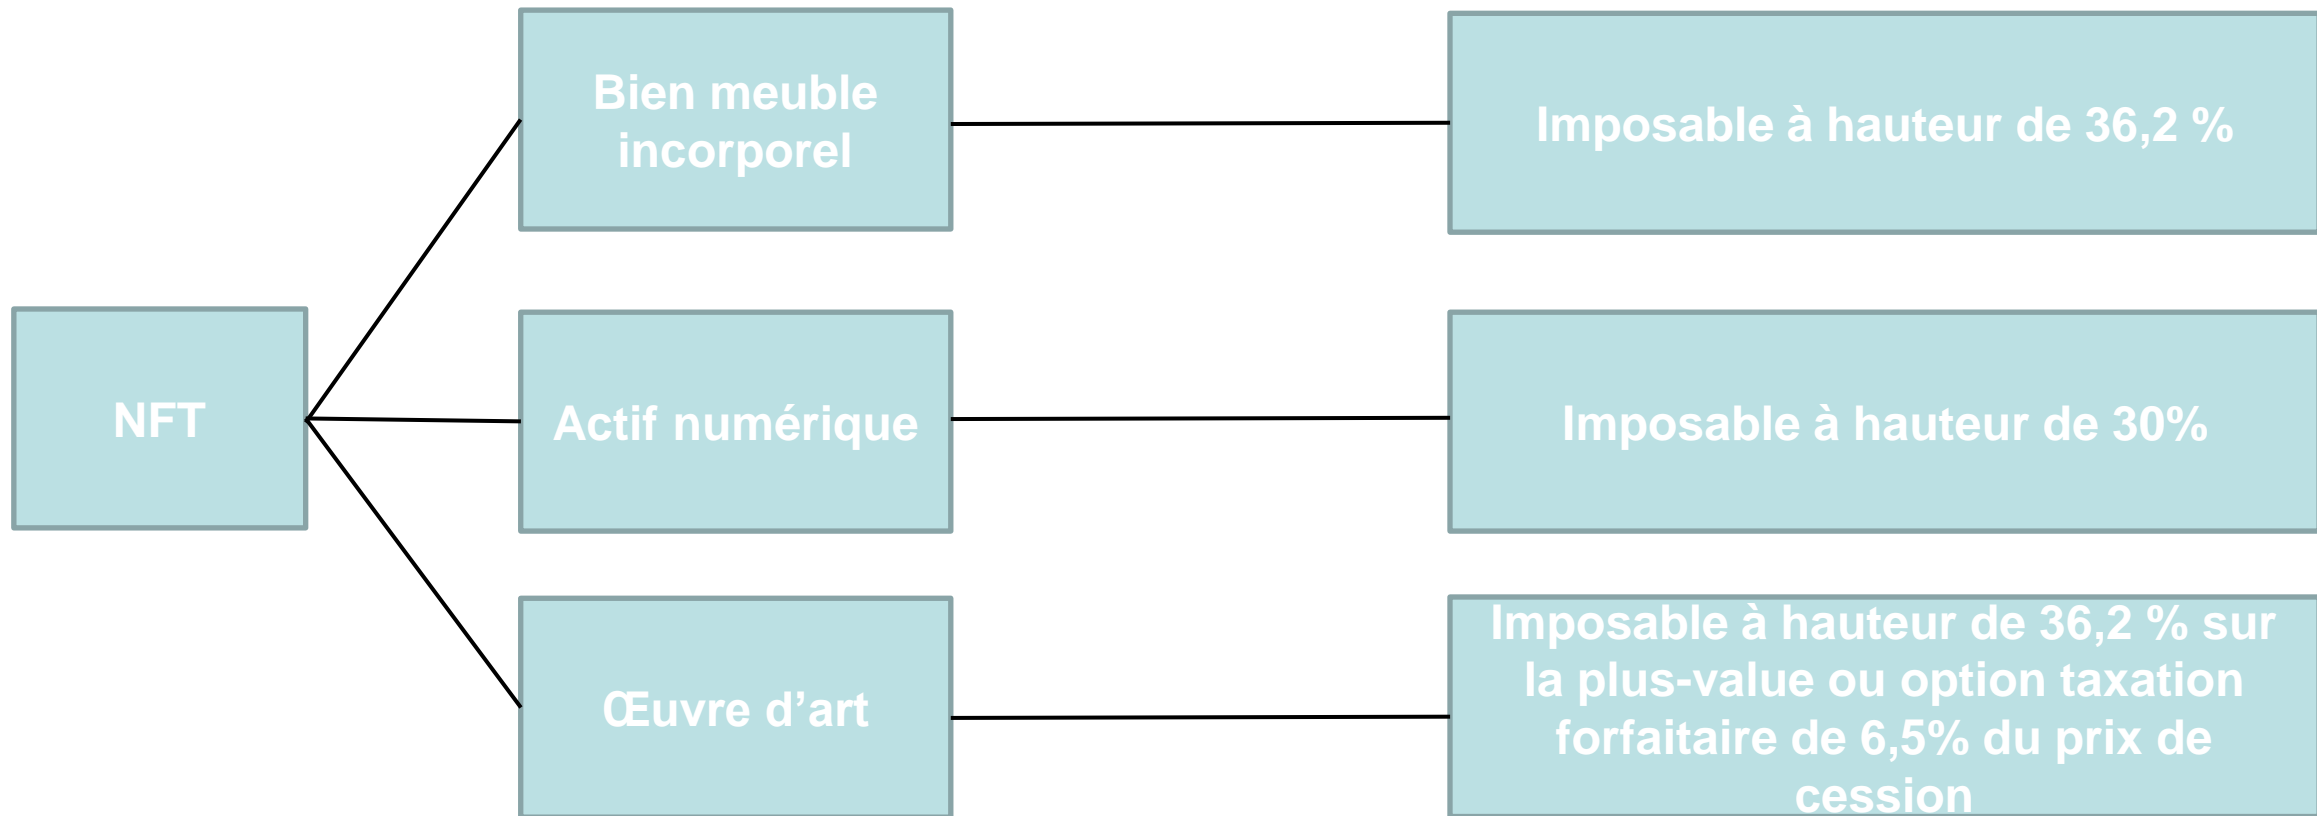 Bien meuble
incorporel
Imposable à hauteur de 36,2 %
NFT
Actif numérique
Imposable à hauteur de 30%
Œuvre d’art
Imposable à hauteur de 36,2 % sur
la plus-value ou option taxation
forfaitaire de 6,5% du prix de
cession